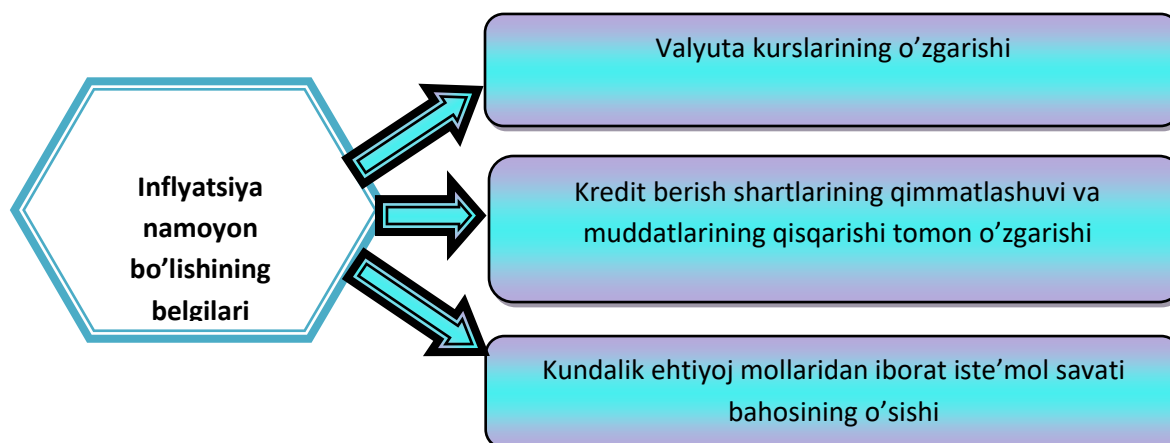 Valyuta kurslarining o’zgarishi
Inflyatsiya
namoyon
bo’lishining
belgilari
Kredit berish shartlarining qimmatlashuvi va
muddatlarining qisqarishi tomon o’zgarishi
Kundalik ehtiyoj mollaridan iborat iste’mol savati
bahosining o’sishi